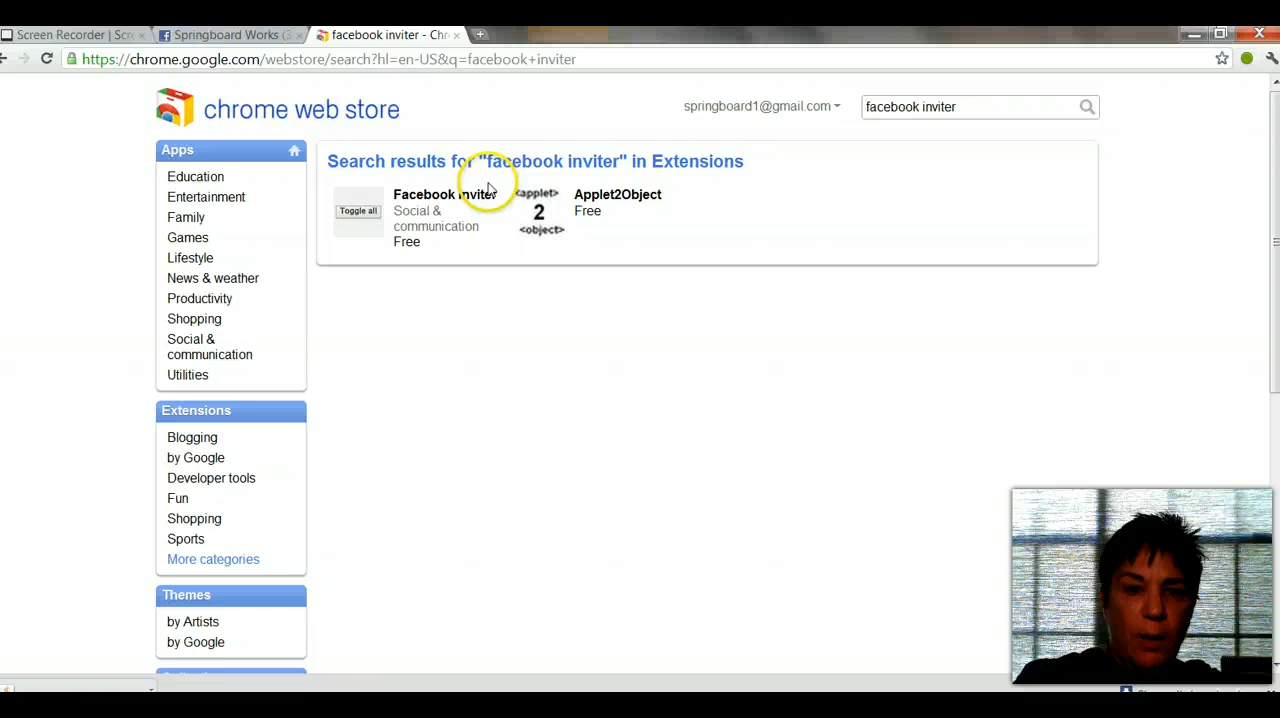 Screen Recorder | Scr
Springboard Works (3
facebook inviter - Chr
https://chrome.google.com/webstore/search?hl=en-US&q=facebook+inviter
chrome web store
springboard1@gmail.com
facebook inviter
Apps
Education
Entertainment
Family
Games
Lifestyle
News & weather
Productivity
Shopping
Social &
communication
Utilities
Extensions
Blogging
by Google
Developer tools
Fun
Shopping
Sports
More categories
Themes
by Artists
by Google
Search results for "facebook inviter" in Extensions
Toggle all
Facebook Inviter
Social &
communication
Free
<applet>
2
<object>
Applet2Object
Free